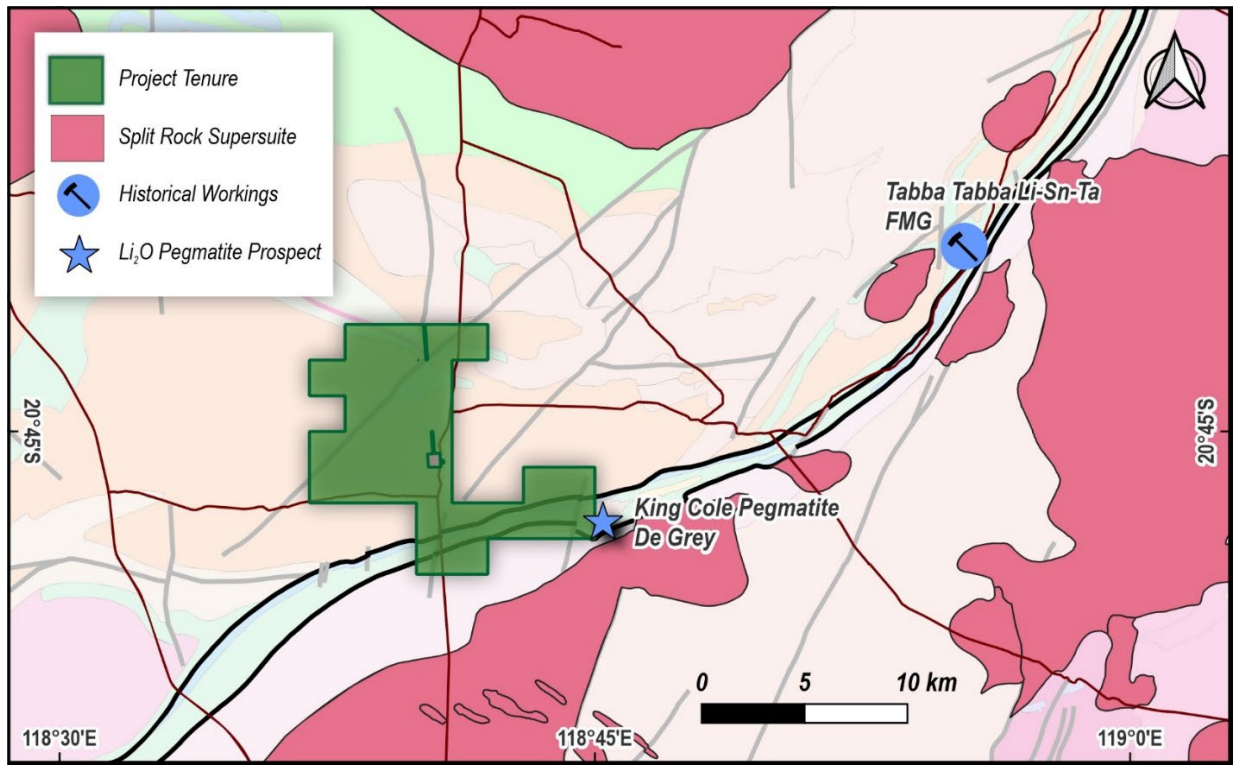 Project Tenure
Split Rock Supersuite
Historical Workings
Li₂O Pegmatite Prospect
Tabba Tabba Li-Sn-Ta
FMG
20°45'S
20°45'S
King Cole Pegmatite
De Grey
0 5 10 km
118°30'E
118°45'E
119°0'E